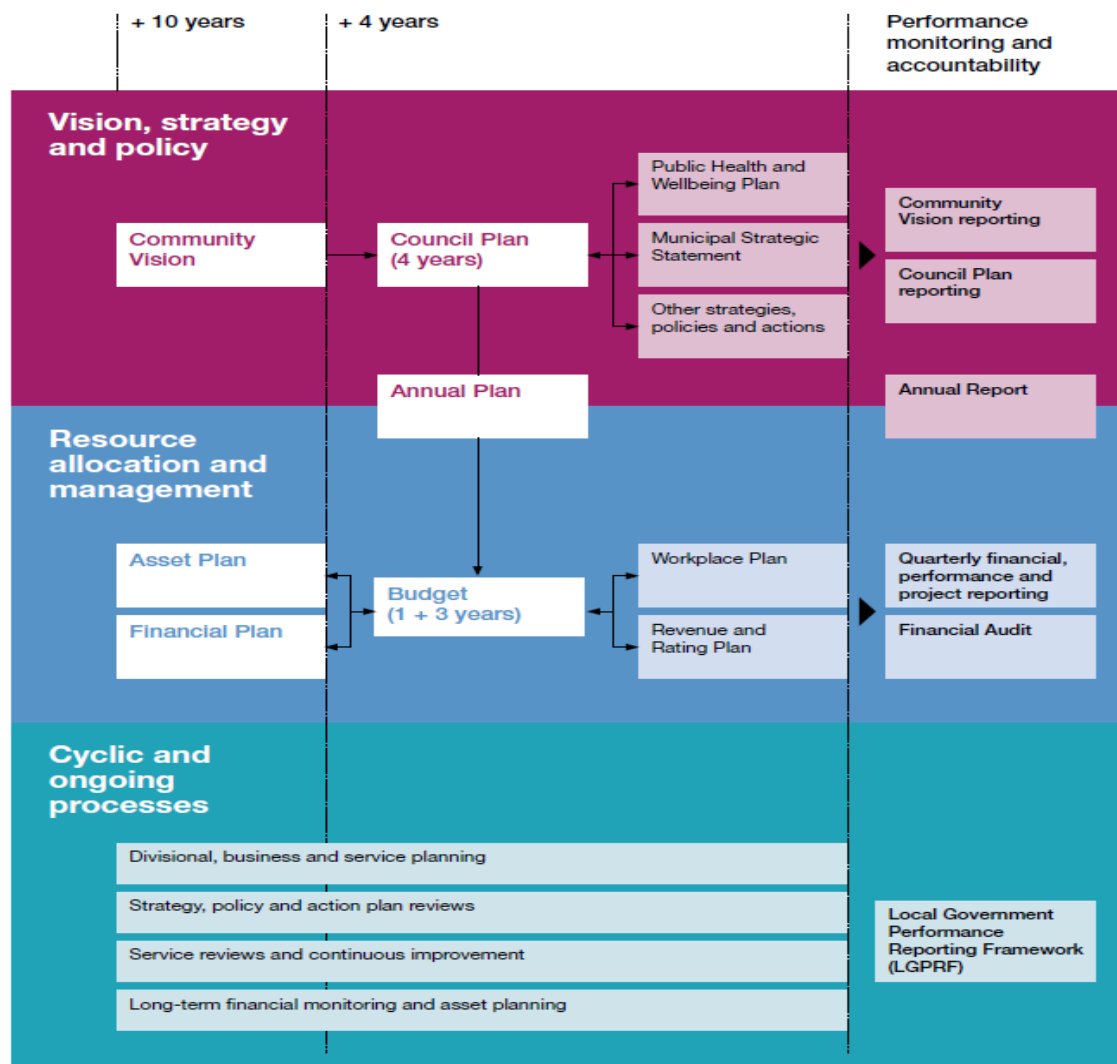 + 10 years
+ 4 years
Performance
monitoring and
accountability
Vision, strategy
and policy
Community
Vision
Council Plan
(4 years)
Public Health and
Wellbeing Plan
Municipal Strategic
Statement
Other strategies,
policies and actions
Community
Vision reporting
Council Plan
reporting
Annual Plan
Annual Report
Resource
allocation and
management
Asset Plan
Financial Plan
Budget
(1 + 3 years)
Workplace Plan
Revenue and
Rating Plan
Quarterly financial,
performance and
project reporting
Financial Audit
Cyclic and
ongoing
processes
Divisional, business and service planning
Strategy, policy and action plan reviews
Service reviews and continuous improvement
Long-term financial monitoring and asset planning
Local Government
Performance
Reporting Framework
(LGPRF)